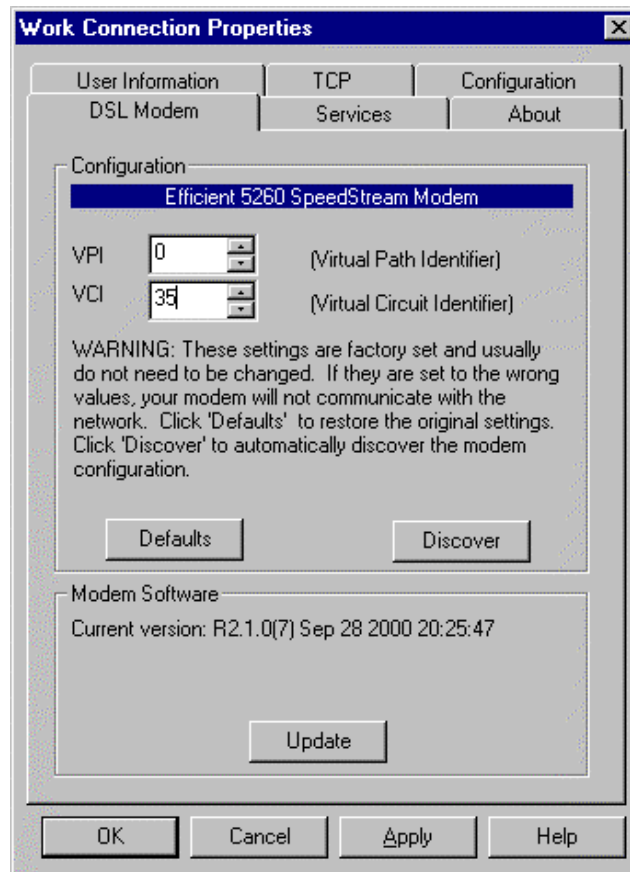 Work Connection Properties
User Information TCP Configuration
DSL Modem Services About
Configuration
Efficient 5260 SpeedStream Modem
VPI 0 (Virtual Path Identifier)
VCI 35 (Virtual Circuit Identifier)
WARNING: These settings are factory set and usually
do not need to be changed. If they are set to the wrong
values, your modem will not communicate with the
network. Click 'Defaults' to restore the original settings.
Click 'Discover' to automatically discover the modem
configuration.
Defaults Discover
Modem Software
Current version: R2.1.0(7) Sep 28 2000 20:25:47
Update
OK Cancel Apply Help